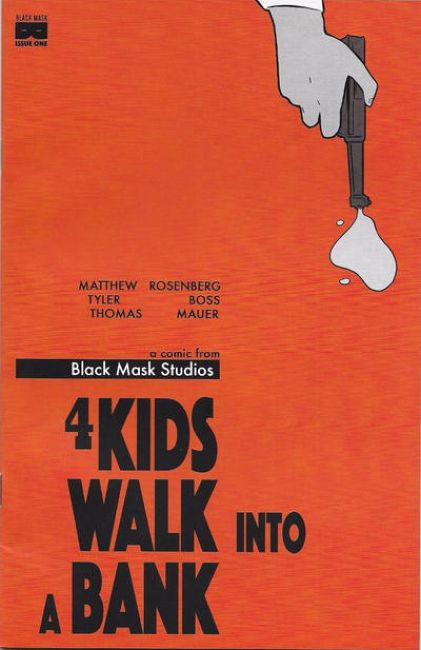 BLACK MASK
ISSUE ONE
MATTHEW ROSENBERG
TYLER BOSS
THOMAS MAUER
a comic from
Black Mask Studios
4 KIDS
WALK INTO
A BANK